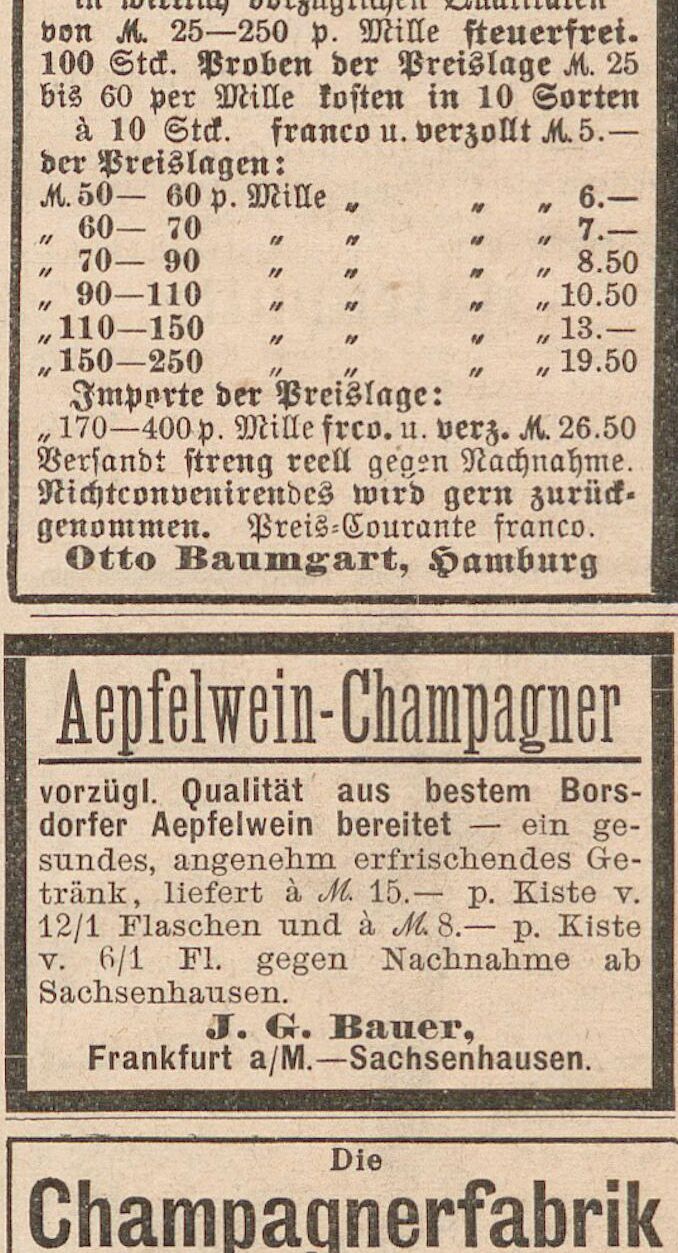 in wirklich vorzüglichen Qualitäten
von M. 25—250 p. Mille steuerfrei.
100 Stck. Proben der Preislage M. 25
bis 60 per Mille kosten in 10 Sorten
à 10 Stck. franco u. verzollt M. 5.—
der Preislagen:
M. 50— 60 p. Mille „ „ „ 6.—
„ 60— 70 „ „ „ „ 7.—
„ 70— 90 „ „ „ „ 8.50
„ 90—110 „ „ „ „ 10.50
„ 110—150 „ „ „ „ 13.—
„ 150—250 „ „ „ „ 19.50
Importe der Preislage:
„ 170—400 p. Mille frco. u. verz. M. 26.50
Versandt streng reell gegen Nachnahme.
Nichtconvenirendes wird gern zurück-
genommen. Preis-Courante franco.
Otto Baumgart, Hamburg
Aepfelwein-Champagner
vorzügl. Qualität aus bestem Bors-
dorfer Aepfelwein bereitet — ein ge-
sundes, angenehm erfrischendes Ge-
tränk, liefert à M. 15.— p. Kiste v.
12/1 Flaschen und à M. 8.— p. Kiste
v. 6/1 Fl. gegen Nachnahme ab
Sachsenhausen.
J. G. Bauer,
Frankfurt a/M.—Sachsenhausen.
Die
Champagnerfabrik